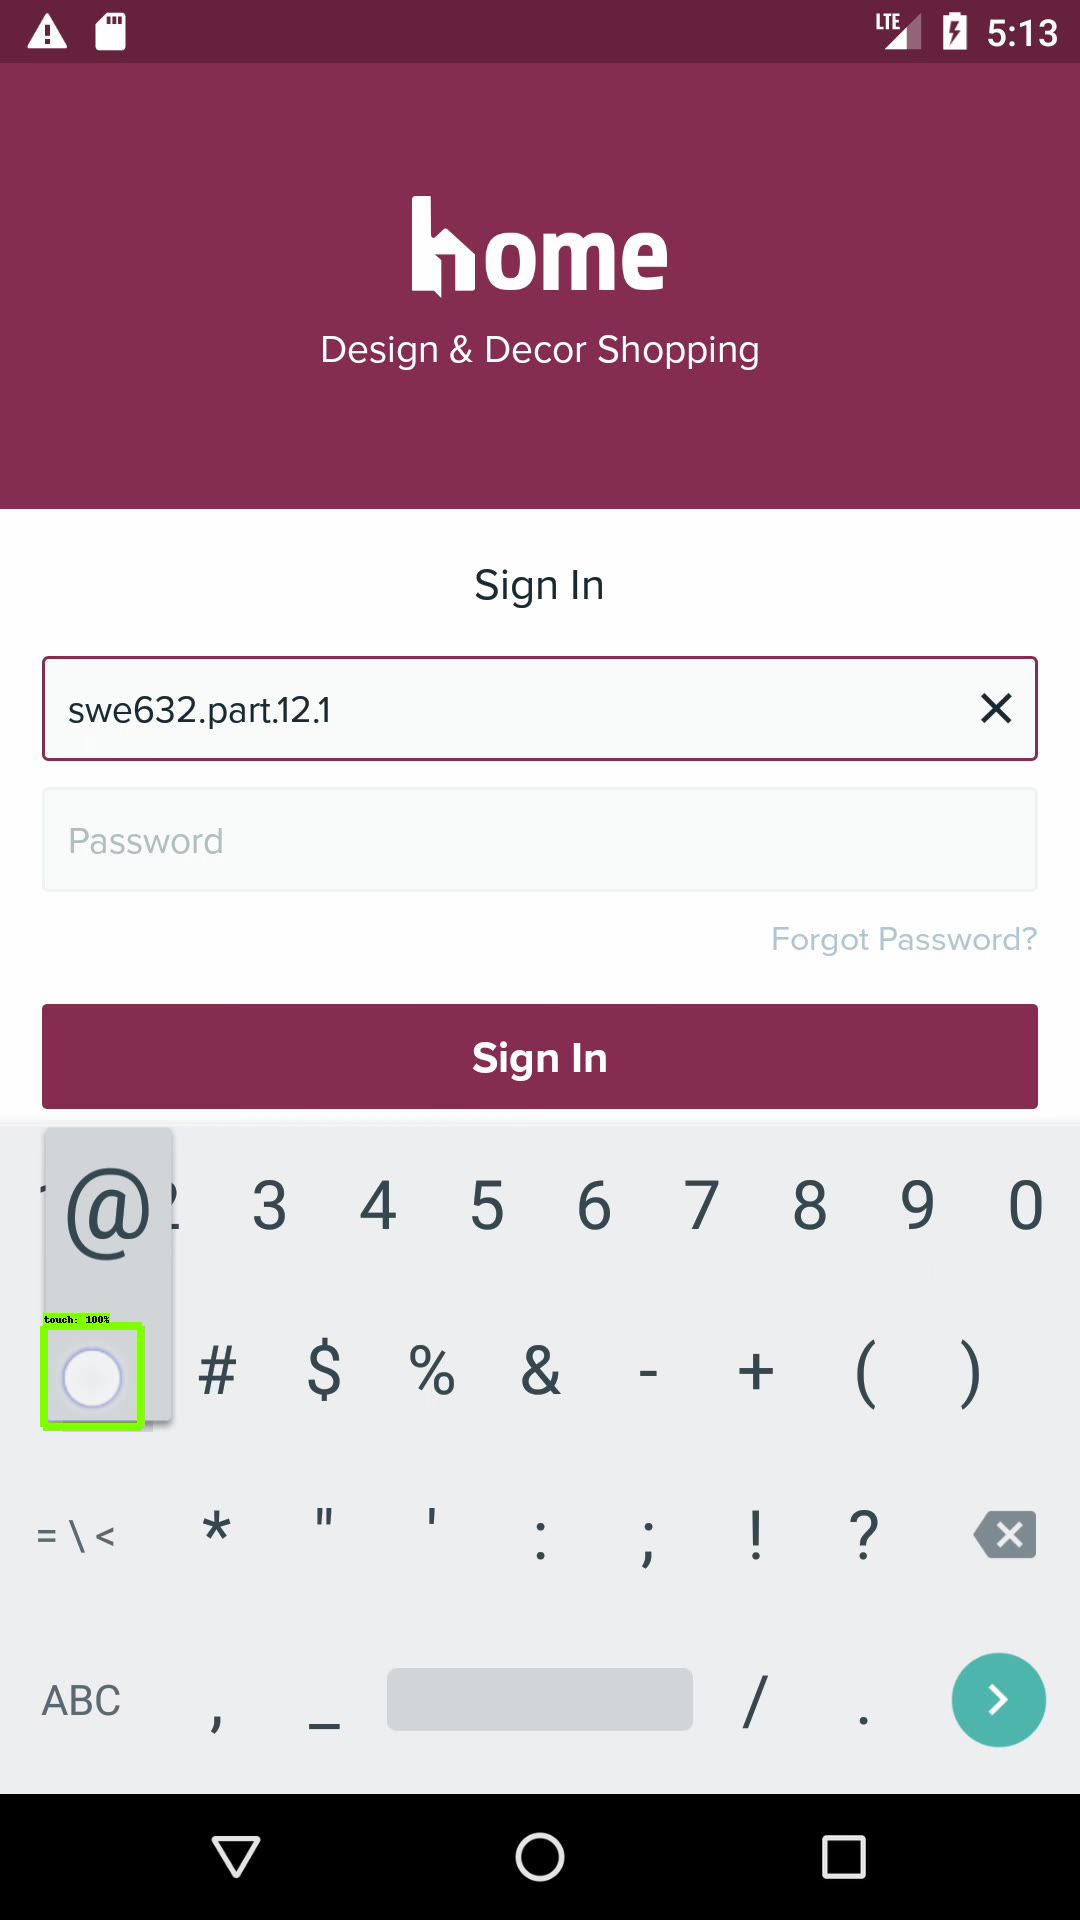 LTE 5:13
home
Design & Decor Shopping
Sign In
swe632.part.12.1
Password
Forgot Password?
Sign In
@ 3 4 5 6 7 8 9 0
touch: 100%
# $ % & - + ( )
= \ < * " ' : ; ! ?
ABC , _ / .